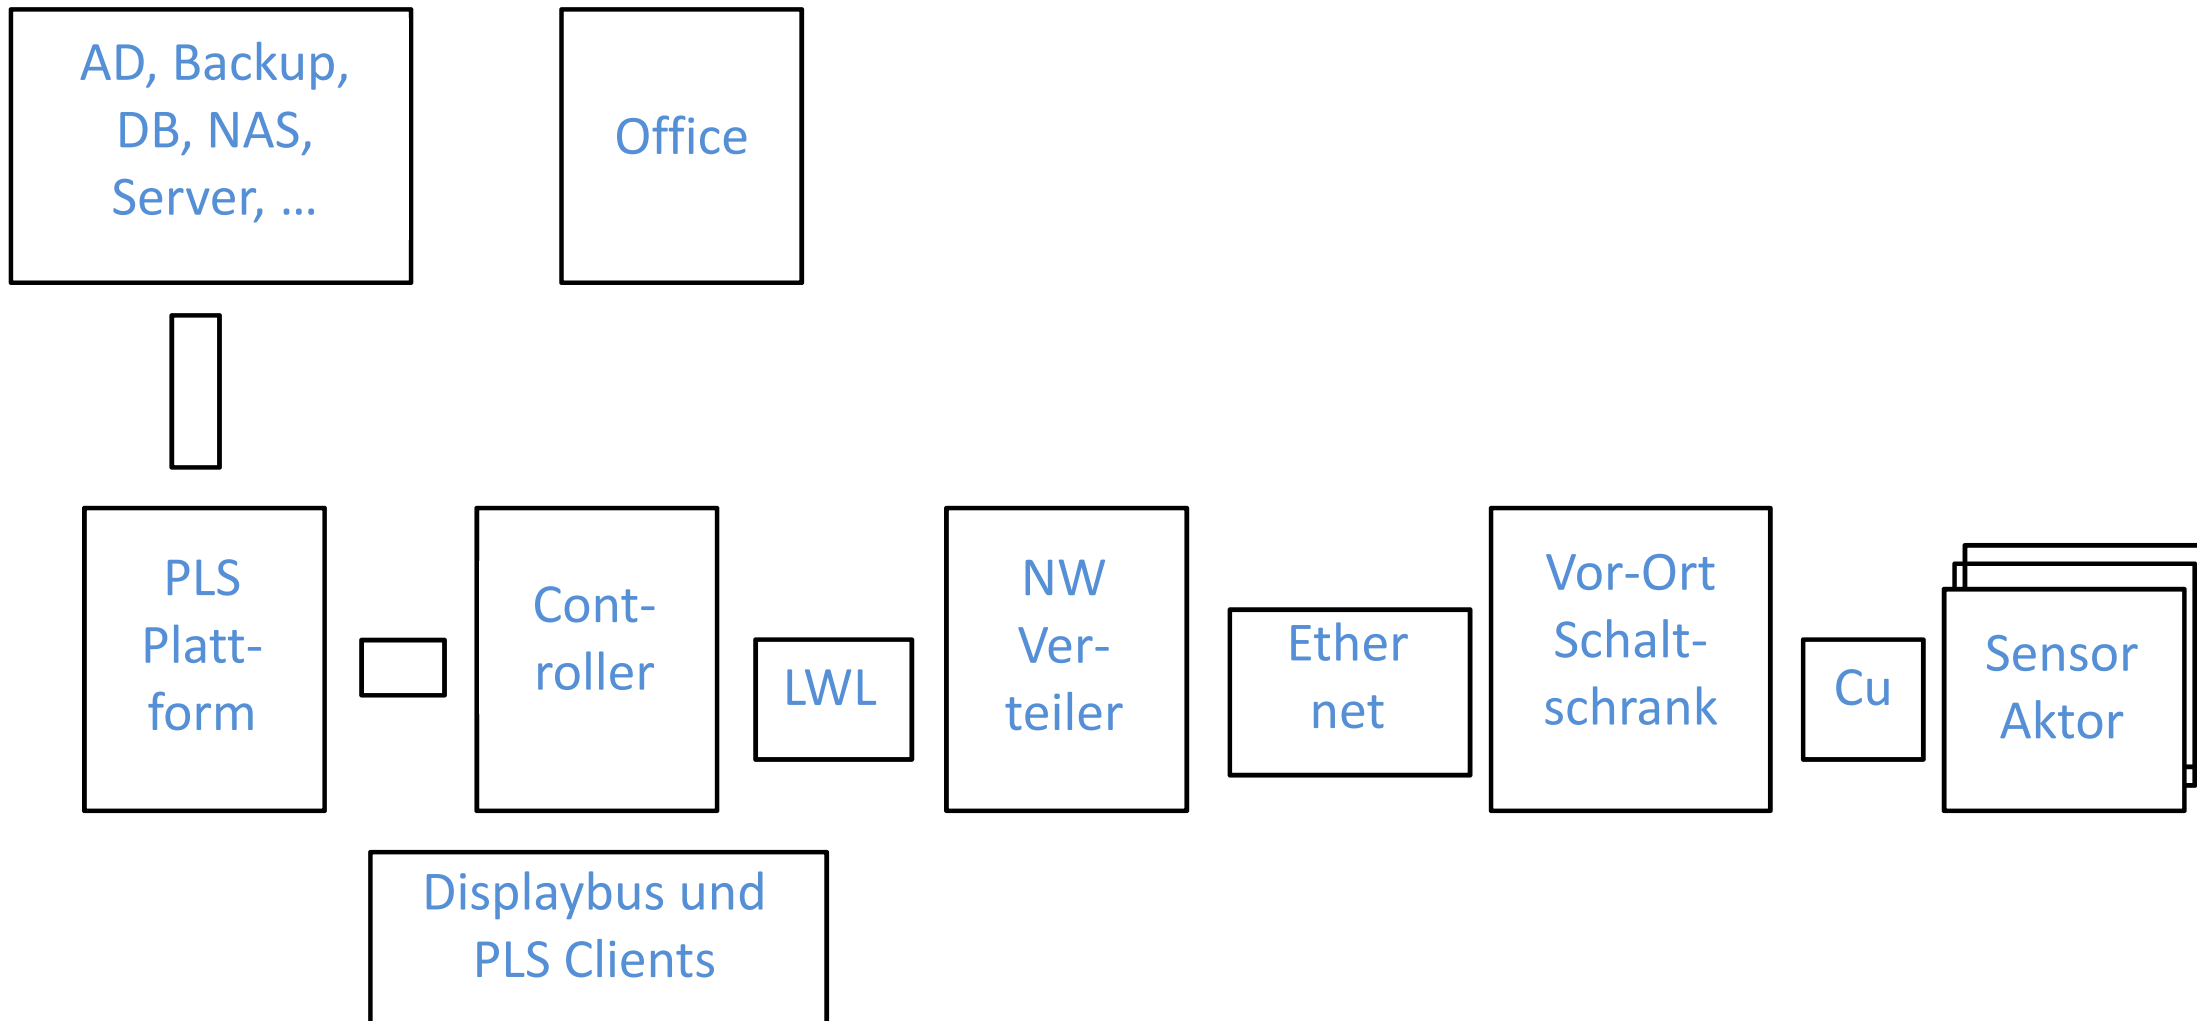 AD, Backup,
DB, NAS,
Server, ...
Office
PLS
Platt-
form
Cont-
roller
LWL
NW
Ver-
teiler
Ether
net
Vor-Ort
Schalt-
schrank
Cu
Sensor
Aktor
Displaybus und
PLS Clients